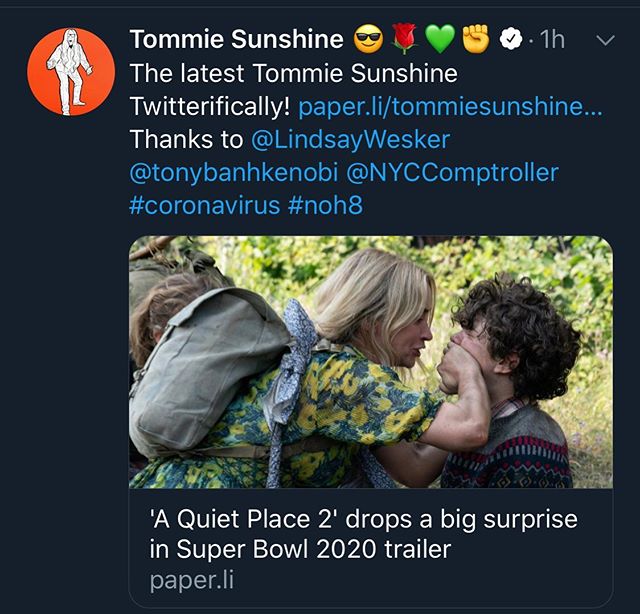 Tommie Sunshine 😎🌹💚✊ · 1h
The latest Tommie Sunshine
Twitterifically! paper.li/tommiesunshine...
Thanks to @LindsayWesker
@tonybanhkenobi @NYCComptroller
#coronavirus #noh8
'A Quiet Place 2' drops a big surprise
in Super Bowl 2020 trailer
paper.li